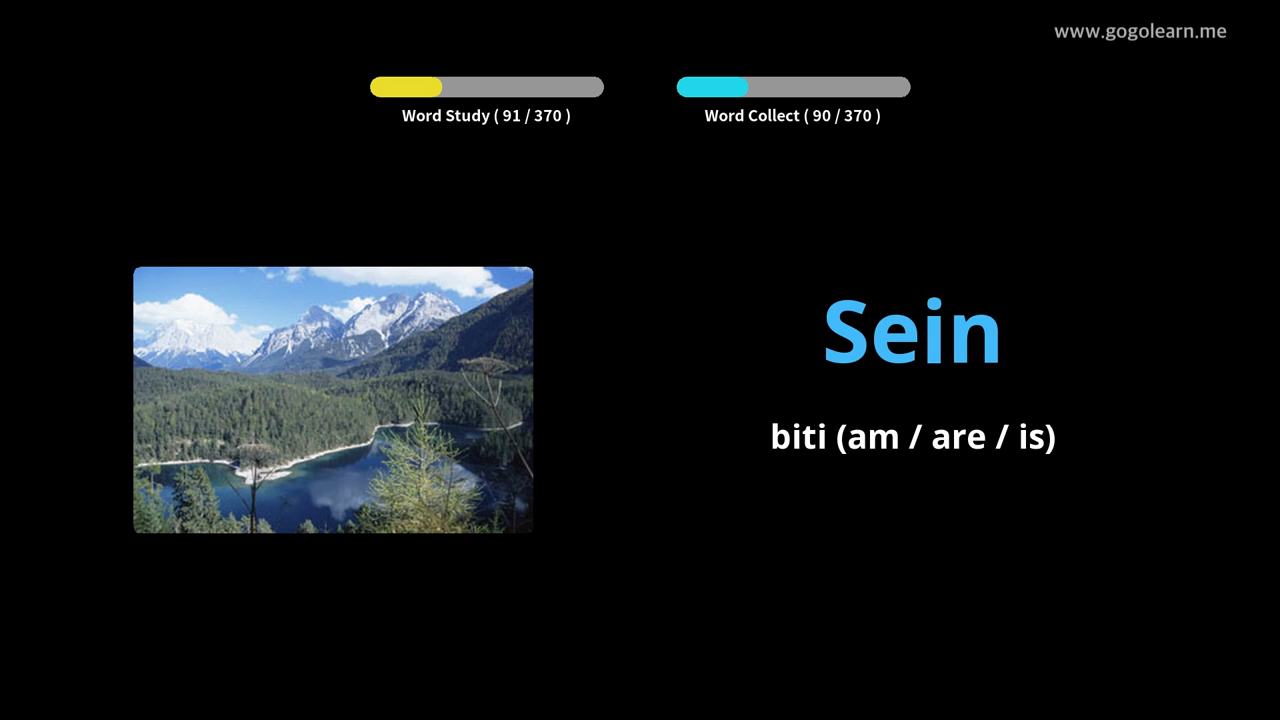 www.gogolearn.me
Word Study ( 91 / 370 )
Word Collect ( 90 / 370 )
Sein
biti (am / are / is)